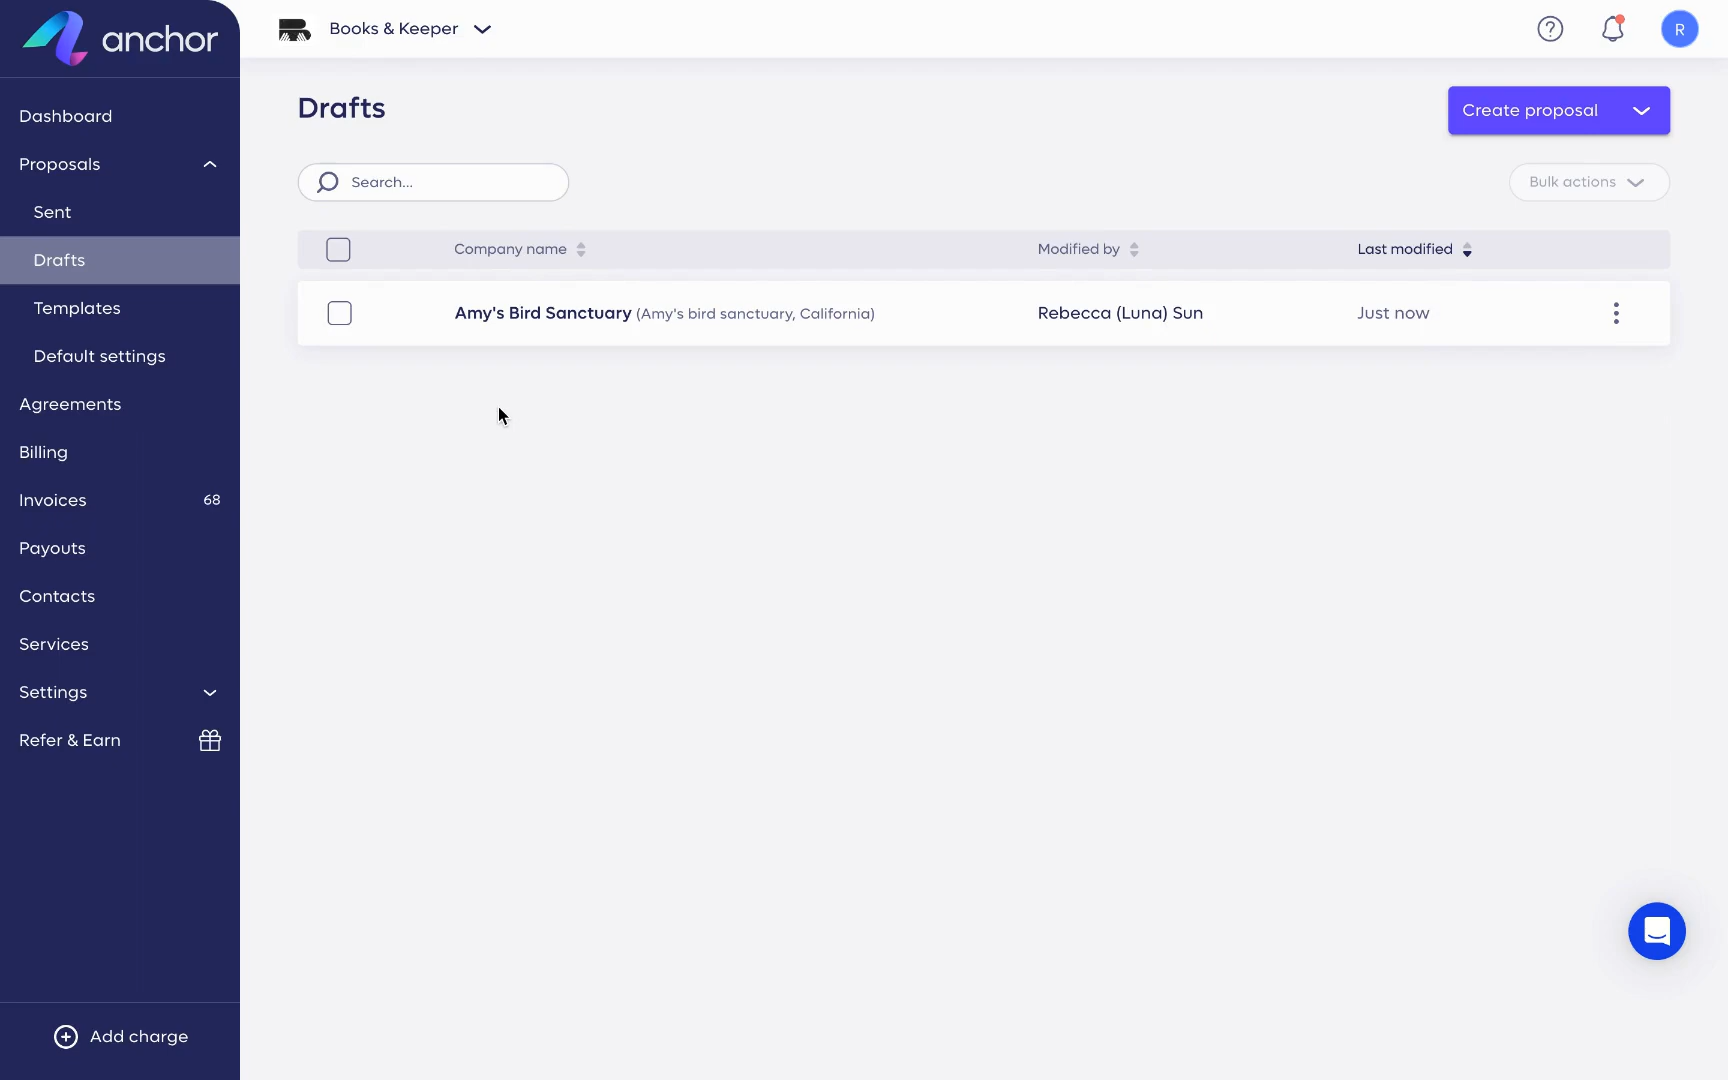 anchor
Books & Keeper
R
Dashboard
Proposals
Sent
Drafts
Templates
Default settings
Agreements
Billing
Invoices 68
Payouts
Contacts
Services
Settings
Refer & Earn
Add charge
Drafts
Create proposal
Search...
Bulk actions
Company name Modified by Last modified
Amy's Bird Sanctuary (Amy's bird sanctuary, California) Rebecca (Luna) Sun Just now